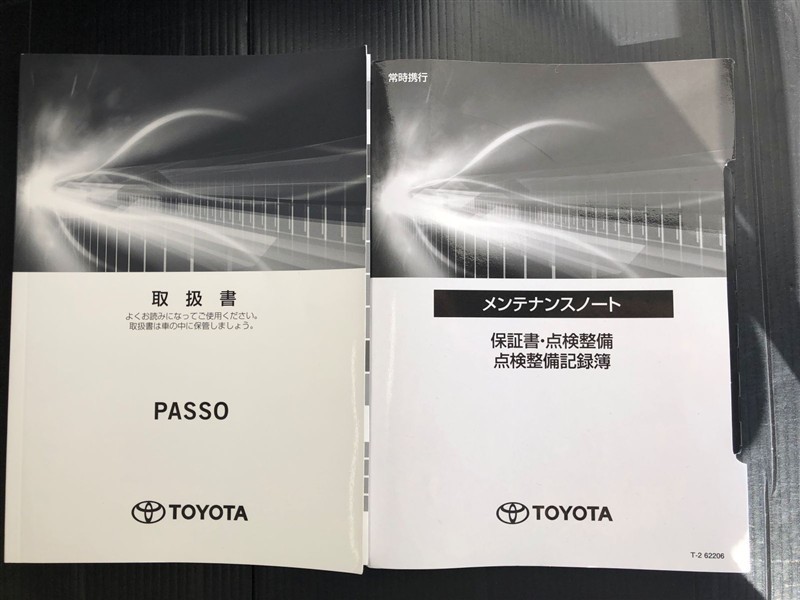 取扱書
よくお読みになってご使用ください。
取扱書は車の中に保管しましょう。
PASSO
TOYOTA
常時携行
メンテナンスノート
保証書・点検整備
点検整備記録簿
TOYOTA
T-2 62206